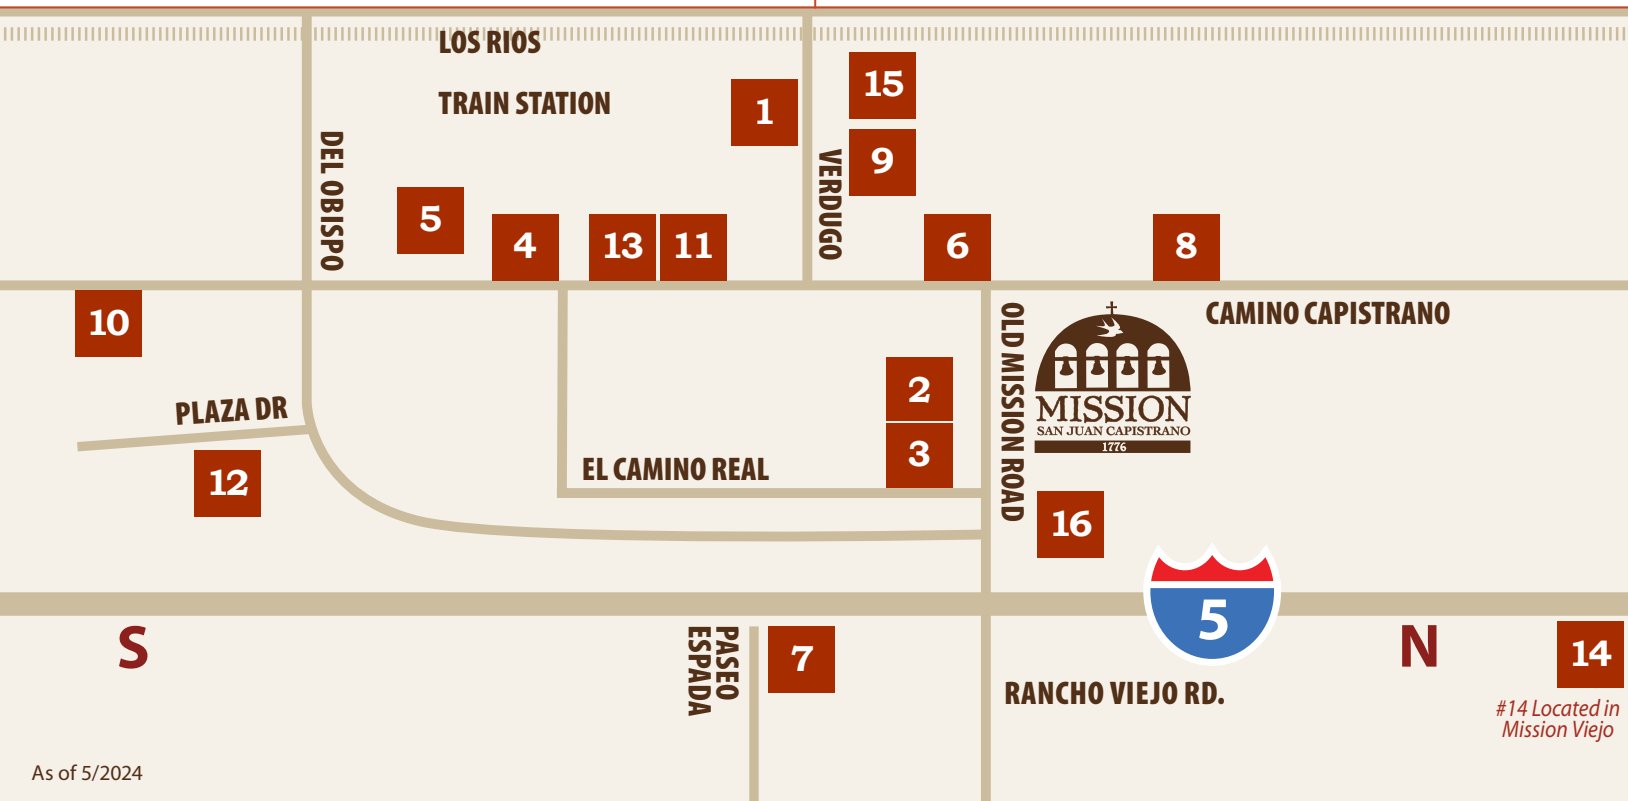 LOS RIOS
TRAIN STATION
1
15
9
DEL OBISPO
VERDUGO
5
4
13
11
6
8
10
CAMINO CAPISTRANO
OLD MISSION ROAD
MISSION
SAN JUAN CAPISTRANO
1776
2
3
PLAZA DR
12
EL CAMINO REAL
16
5
S
PASEO
ESPADA
7
N
14
RANCHO VIEJO RD.
#14 Located in
Mission Viejo
As of 5/2024